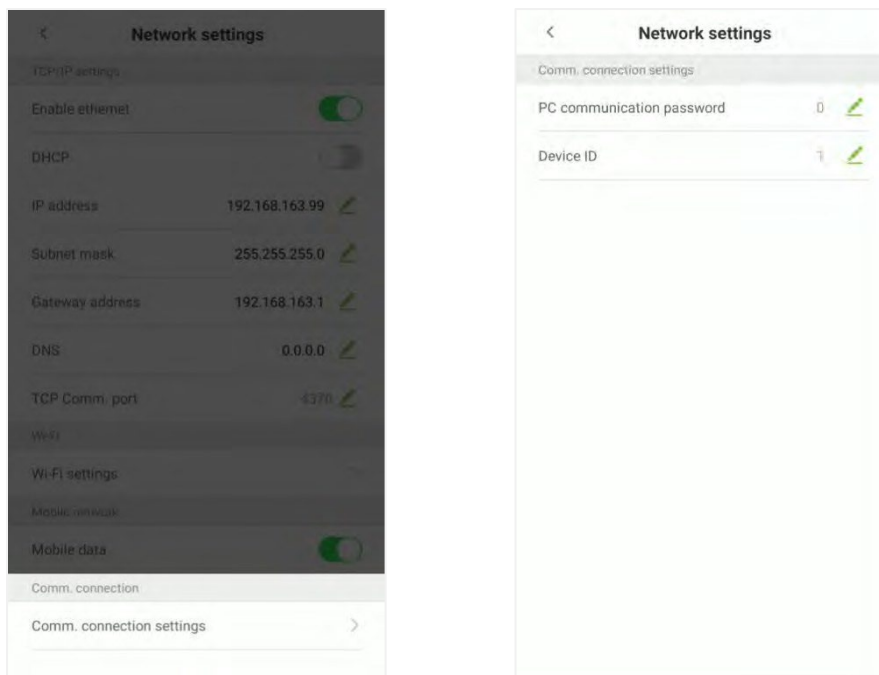 Network settings
TCP/IP settings
Enable ethernet
DHCP
IP address 192.168.163.99
Subnet mask 255.255.255.0
Gateway address 192.168.163.1
DNS 0.0.0.0
TCP Comm. port 4370
Wi-Fi
Wi-Fi settings
Mobile network
Mobile data
Comm. connection
Comm. connection settings
Network settings
Comm. connection settings
PC communication password 0
Device ID 1